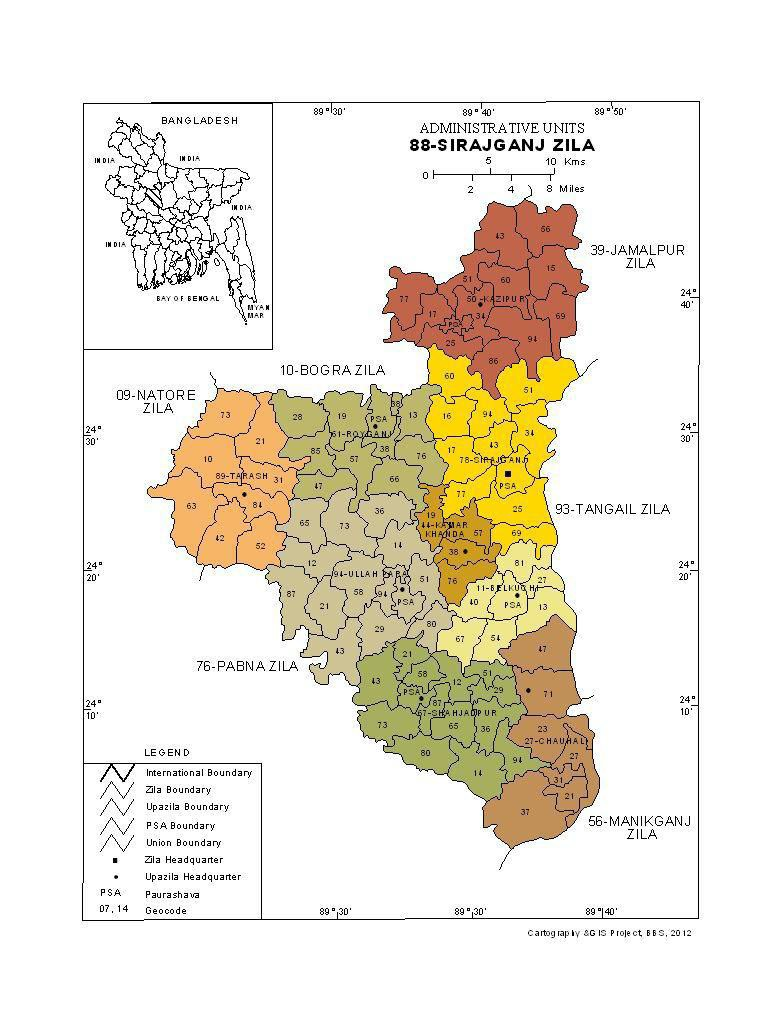 89° 30'
89° 40'
89° 50'
BANGLADESH
INDIA
INDIA
INDIA
INDIA
BAY OF BENGAL
MYAN
MAR
ADMINISTRATIVE UNITS
88-SIRAJGANJ ZILA
0 5 10 Kms
2 4 8 Miles
39-JAMALPUR
ZILA
43
56
15
51
60
50-KAZIPUR
77
17
34
69
PSA
25
94
86
24°
40'
10-BOGRA ZILA
09-NATORE
ZILA
60
51
73
28
19
PSA
38
13
16
94
34
24°
30'
24°
30'
21
61-ROYGANJ
43
10
85
57
38
76
17
78-SIRAJGANJ
89-TARASH
31
47
66
77
PSA
63
84
36
19
25
93-TANGAIL ZILA
65
73
44-KAMAR
KHANDA
57
69
42
52
14
38
81
24°
20'
24°
20'
12
94-ULLAH PARA
51
76
27
87
58
94
11-BELKUCHI
21
PSA
40
PSA
13
29
80
67
54
43
21
47
76-PABNA ZILA
43
58
12
51
29
71
PSA
87
67-SHAHJADPUR
24°
10'
24°
10'
73
65
36
23
27-CHAUHALI
80
94
27
14
31
21
37
56-MANIKGANJ
ZILA
LEGEND
International Boundary
Zila Boundary
Upazila Boundary
PSA Boundary
Union Boundary
Zila Headquarter
Upazila Headquarter
PSA Paurashava
07, 14 Geocode
89° 30'
89° 30'
89° 40'
Cartography &GIS Project, BBS, 2012